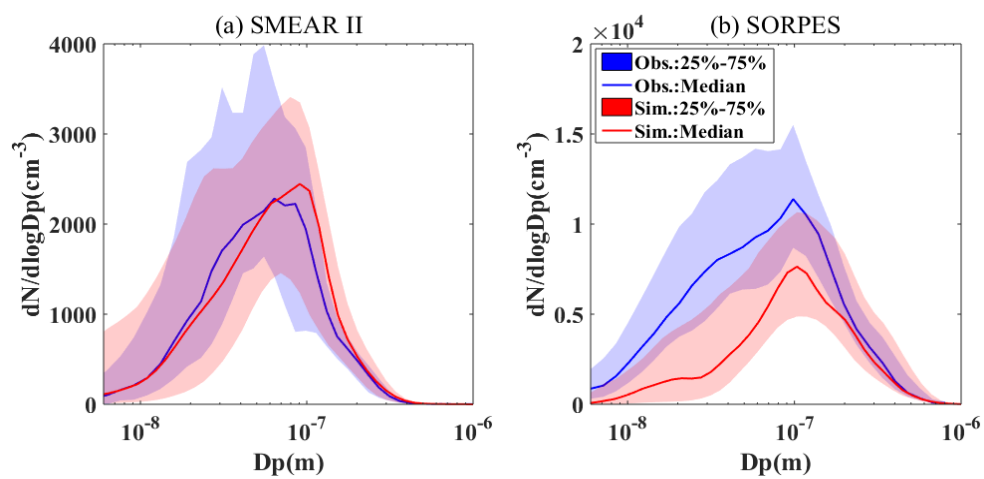 (a) SMEAR II
4000
3000
2000
1000
0
dN/dlogDp(cm⁻³)
10⁻⁸
10⁻⁷
10⁻⁶
Dp(m)
(b) SORPES
×10⁴
2
1.5
1
0.5
0
dN/dlogDp(cm⁻³)
Obs.:25%-75%
Obs.:Median
Sim.:25%-75%
Sim.:Median
10⁻⁸
10⁻⁷
10⁻⁶
Dp(m)